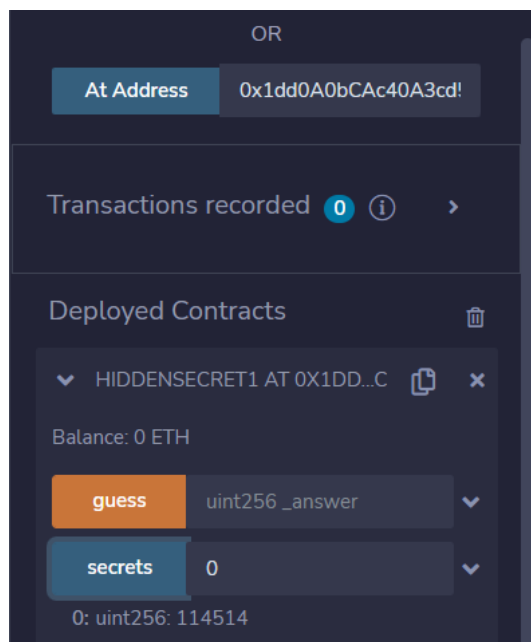 OR
At Address 0x1dd0A0bCAc40A3cd
Transactions recorded 0 i
Deployed Contracts
HIDDENSECRET1 AT 0X1DD...C
Balance: 0 ETH
guess uint256 _answer
secrets 0
0: uint256: 114514